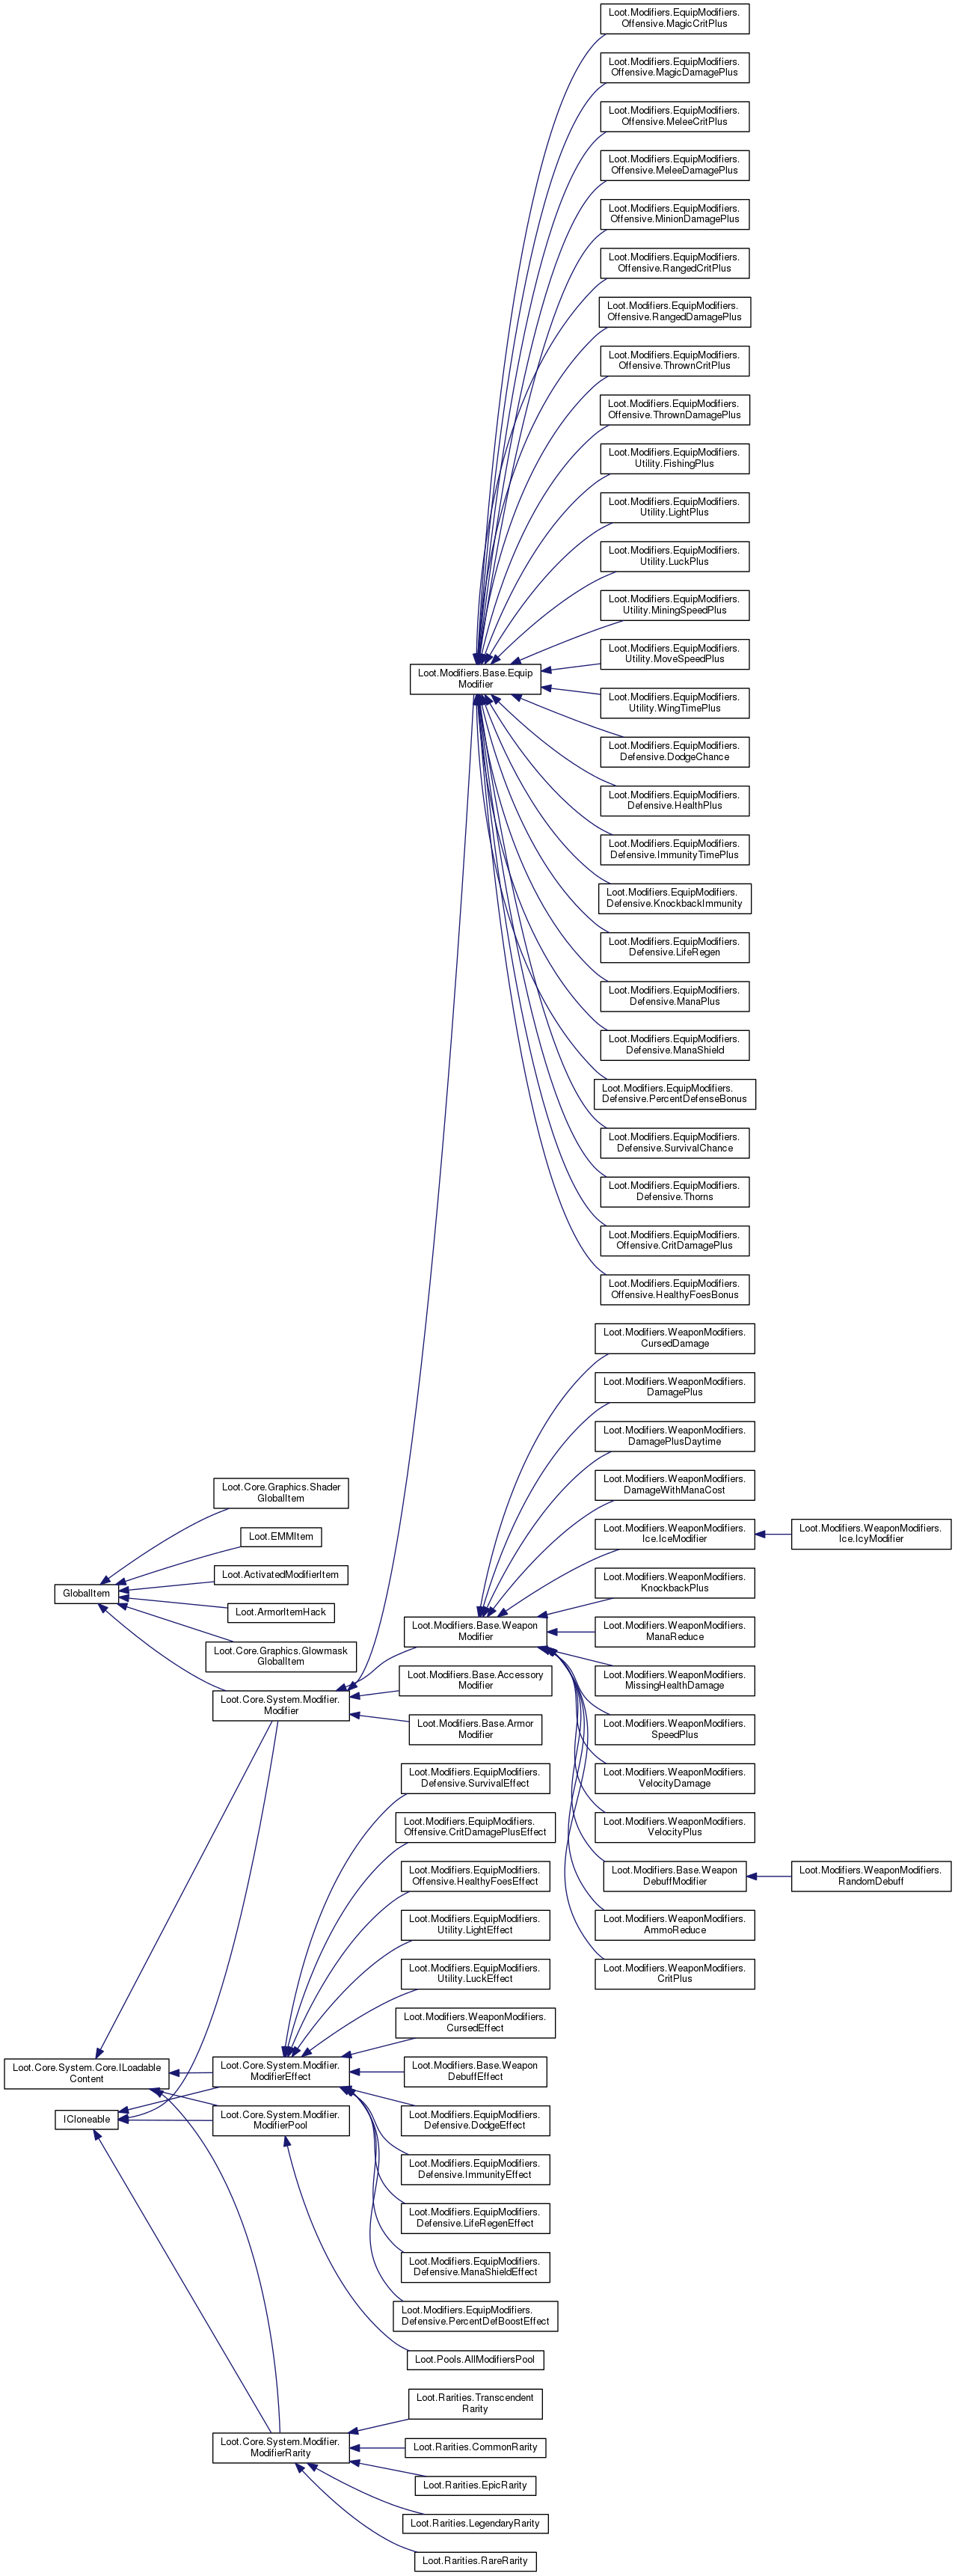 Loot.Modifiers.EquipModifiers.
Offensive.MagicCritPlus
Loot.Modifiers.EquipModifiers.
Offensive.MagicDamagePlus
Loot.Modifiers.EquipModifiers.
Offensive.MeleeCritPlus
Loot.Modifiers.EquipModifiers.
Offensive.MeleeDamagePlus
Loot.Modifiers.EquipModifiers.
Offensive.MinionDamagePlus
Loot.Modifiers.EquipModifiers.
Offensive.RangedCritPlus
Loot.Modifiers.EquipModifiers.
Offensive.RangedDamagePlus
Loot.Modifiers.EquipModifiers.
Offensive.ThrownCritPlus
Loot.Modifiers.EquipModifiers.
Offensive.ThrownDamagePlus
Loot.Modifiers.EquipModifiers.
Utility.FishingPlus
Loot.Modifiers.EquipModifiers.
Utility.LightPlus
Loot.Modifiers.EquipModifiers.
Utility.LuckPlus
Loot.Modifiers.EquipModifiers.
Utility.MiningSpeedPlus
Loot.Modifiers.EquipModifiers.
Utility.MoveSpeedPlus
Loot.Modifiers.Base.Equip
Modifier
Loot.Modifiers.EquipModifiers.
Utility.WingTimePlus
Loot.Modifiers.EquipModifiers.
Defensive.DodgeChance
Loot.Modifiers.EquipModifiers.
Defensive.HealthPlus
Loot.Modifiers.EquipModifiers.
Defensive.ImmunityTimePlus
Loot.Modifiers.EquipModifiers.
Defensive.KnockbackImmunity
Loot.Modifiers.EquipModifiers.
Defensive.LifeRegen
Loot.Modifiers.EquipModifiers.
Defensive.ManaPlus
Loot.Modifiers.EquipModifiers.
Defensive.ManaShield
Loot.Modifiers.EquipModifiers.
Defensive.PercentDefenseBonus
Loot.Modifiers.EquipModifiers.
Defensive.SurvivalChance
Loot.Modifiers.EquipModifiers.
Defensive.Thorns
Loot.Modifiers.EquipModifiers.
Offensive.CritDamagePlus
Loot.Modifiers.EquipModifiers.
Offensive.HealthyFoesBonus
Loot.Modifiers.WeaponModifiers.
CursedDamage
Loot.Modifiers.WeaponModifiers.
DamagePlus
Loot.Modifiers.WeaponModifiers.
DamagePlusDaytime
Loot.Modifiers.WeaponModifiers.
DamageWithManaCost
Loot.Modifiers.WeaponModifiers.
Ice.IceModifier
Loot.Modifiers.WeaponModifiers.
Ice.IcyModifier
Loot.Modifiers.WeaponModifiers.
KnockbackPlus
Loot.Modifiers.WeaponModifiers.
ManaReduce
Loot.Modifiers.WeaponModifiers.
MissingHealthDamage
Loot.Modifiers.WeaponModifiers.
SpeedPlus
Loot.Modifiers.WeaponModifiers.
VelocityDamage
Loot.Modifiers.WeaponModifiers.
VelocityPlus
Loot.Modifiers.Base.Weapon
DebuffModifier
Loot.Modifiers.WeaponModifiers.
RandomDebuff
Loot.Modifiers.WeaponModifiers.
AmmoReduce
Loot.Modifiers.WeaponModifiers.
CritPlus
Loot.Core.Graphics.Shader
GlobalItem
Loot.EMMItem
Loot.ActivatedModifierItem
GlobalItem
Loot.ArmorItemHack
Loot.Core.Graphics.Glowmask
GlobalItem
Loot.Core.System.Modifier.
Modifier
Loot.Modifiers.Base.Weapon
Modifier
Loot.Modifiers.Base.Accessory
Modifier
Loot.Modifiers.Base.Armor
Modifier
Loot.Modifiers.EquipModifiers.
Defensive.SurvivalEffect
Loot.Modifiers.EquipModifiers.
Offensive.CritDamagePlusEffect
Loot.Modifiers.EquipModifiers.
Offensive.HealthyFoesEffect
Loot.Modifiers.EquipModifiers.
Utility.LightEffect
Loot.Modifiers.EquipModifiers.
Utility.LuckEffect
Loot.Modifiers.WeaponModifiers.
CursedEffect
Loot.Core.System.Core.ILoadable
Content
Loot.Core.System.Modifier.
ModifierEffect
Loot.Modifiers.Base.Weapon
DebuffEffect
ICloneable
Loot.Core.System.Modifier.
ModifierPool
Loot.Modifiers.EquipModifiers.
Defensive.DodgeEffect
Loot.Modifiers.EquipModifiers.
Defensive.ImmunityEffect
Loot.Modifiers.EquipModifiers.
Defensive.LifeRegenEffect
Loot.Modifiers.EquipModifiers.
Defensive.ManaShieldEffect
Loot.Modifiers.EquipModifiers.
Defensive.PercentDefBoostEffect
Loot.Pools.AllModifiersPool
Loot.Rarities.Transcendent
Rarity
Loot.Core.System.Modifier.
ModifierRarity
Loot.Rarities.CommonRarity
Loot.Rarities.EpicRarity
Loot.Rarities.LegendaryRarity
Loot.Rarities.RareRarity